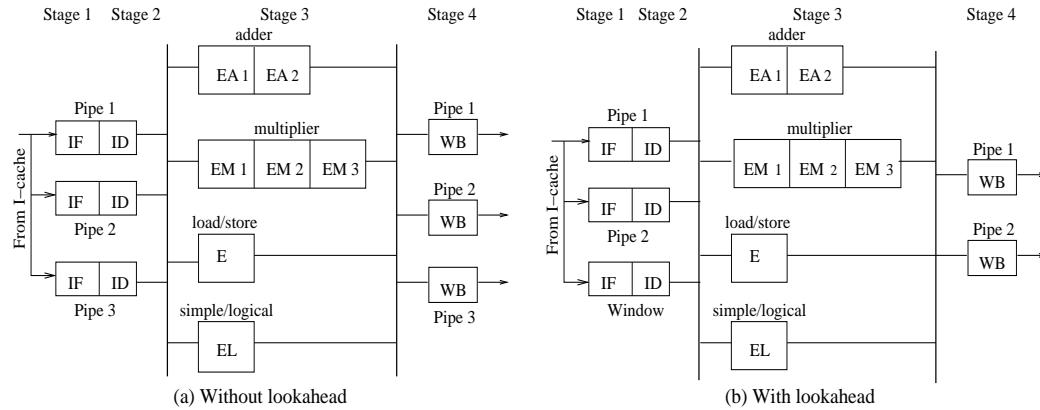 Stage 1 Stage 2 Stage 3 Stage 4
adder
EA 1 EA 2
Pipe 1
IF ID
multiplier
EM 1 EM 2 EM 3
Pipe 1
WB
From I-cache
IF ID
Pipe 2
Pipe 2
WB
load/store
E
IF ID
Pipe 3
WB
Pipe 3
simple/logical
EL
(a) Without lookahead
Stage 1 Stage 2 Stage 3 Stage 4
adder
EA 1 EA 2
Pipe 1
IF ID
multiplier
EM 1 EM 2 EM 3
Pipe 1
WB
From I-cache
IF ID
Pipe 2
Pipe 2
WB
load/store
E
IF ID
Window
simple/logical
EL
(b) With lookahead